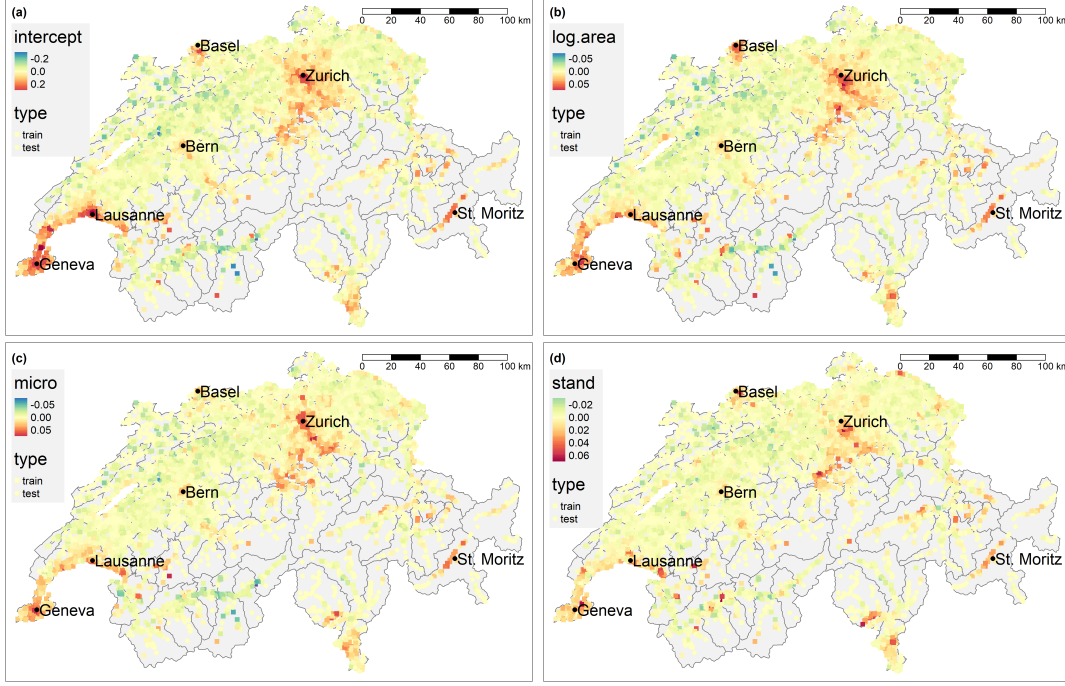 (a)
0 20 40 60 80 100 km
intercept
-0.2
0.0
0.2
type
train
test
Basel
Zurich
Bern
Lausanne
St. Moritz
Geneva
(b)
0 20 40 60 80 100 km
log.area
-0.05
0.00
0.05
type
train
test
Basel
Zurich
Bern
Lausanne
St. Moritz
Geneva
(c)
0 20 40 60 80 100 km
micro
-0.05
0.00
0.05
type
train
test
Basel
Zurich
Bern
Lausanne
St. Moritz
Geneva
(d)
0 20 40 60 80 100 km
stand
-0.02
0.00
0.02
0.04
0.06
type
train
test
Basel
Zurich
Bern
Lausanne
St. Moritz
Geneva